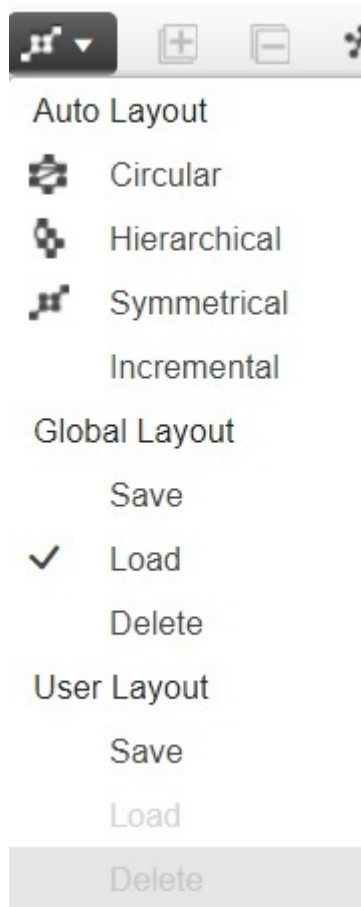 Auto Layout
Circular
Hierarchical
Symmetrical
Incremental
Global Layout
Save
Load
Delete
User Layout
Save
Load
Delete